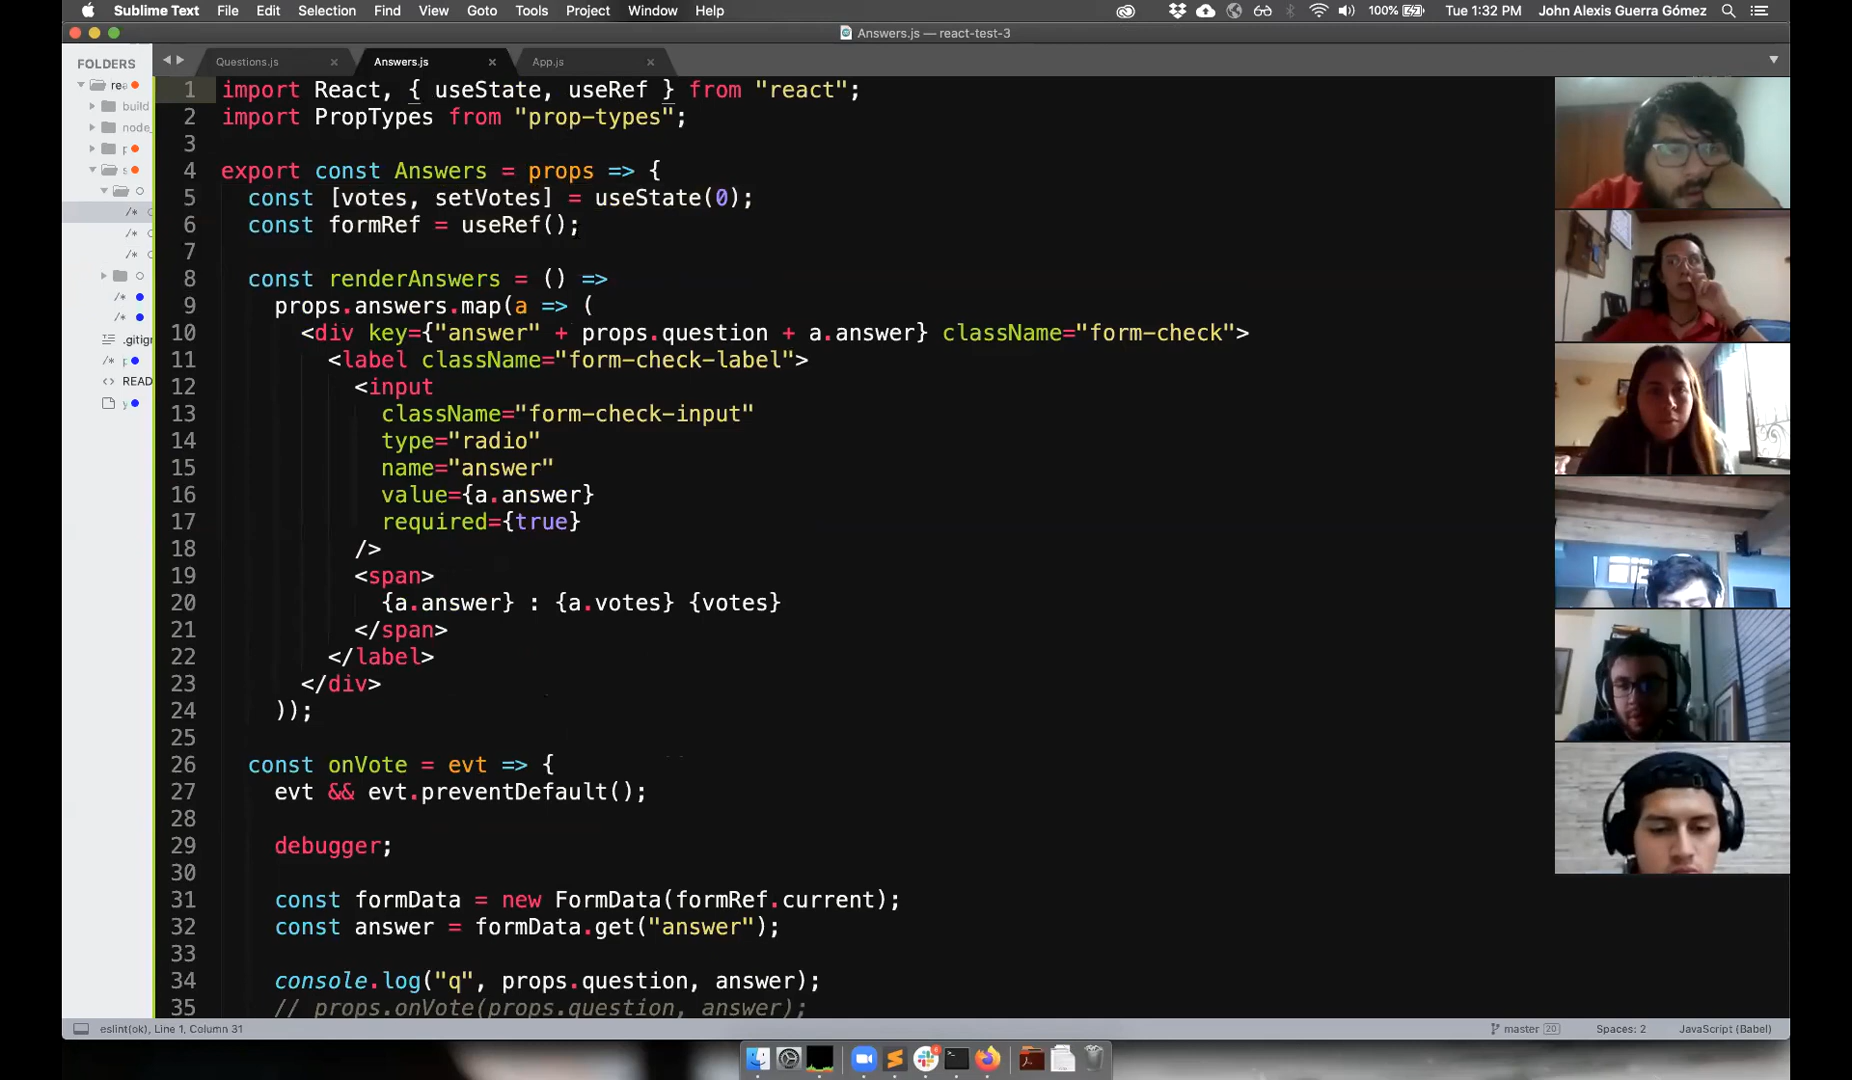 Sublime Text File Edit Selection Find View Goto Tools Project Window Help 100% Tue 1:32 PM John Alexis Guerra Gómez
Answers.js — react-test-3
FOLDERS
Questions.js
Answers.js
App.js
build
node_
.gitign
READ
1 import React, { useState, useRef } from "react";
2 import PropTypes from "prop-types";
3
4 export const Answers = props => {
5 const [votes, setVotes] = useState(0);
6 const formRef = useRef();
7
8 const renderAnswers = () =>
9 props.answers.map(a => (
10 <div key={"answer" + props.question + a.answer} className="form-check">
11 <label className="form-check-label">
12 <input
13 className="form-check-input"
14 type="radio"
15 name="answer"
16 value={a.answer}
17 required={true}
18 />
19 <span>
20 {a.answer} : {a.votes} {votes}
21 </span>
22 </label>
23 </div>
24 ));
25
26 const onVote = evt => {
27 evt && evt.preventDefault();
28
29 debugger;
30
31 const formData = new FormData(formRef.current);
32 const answer = formData.get("answer");
33
34 console.log("q", props.question, answer);
35 // props.onVote(props.question, answer);
eslint(ok), Line 1, Column 31 master 20 Spaces: 2 JavaScript (Babel)